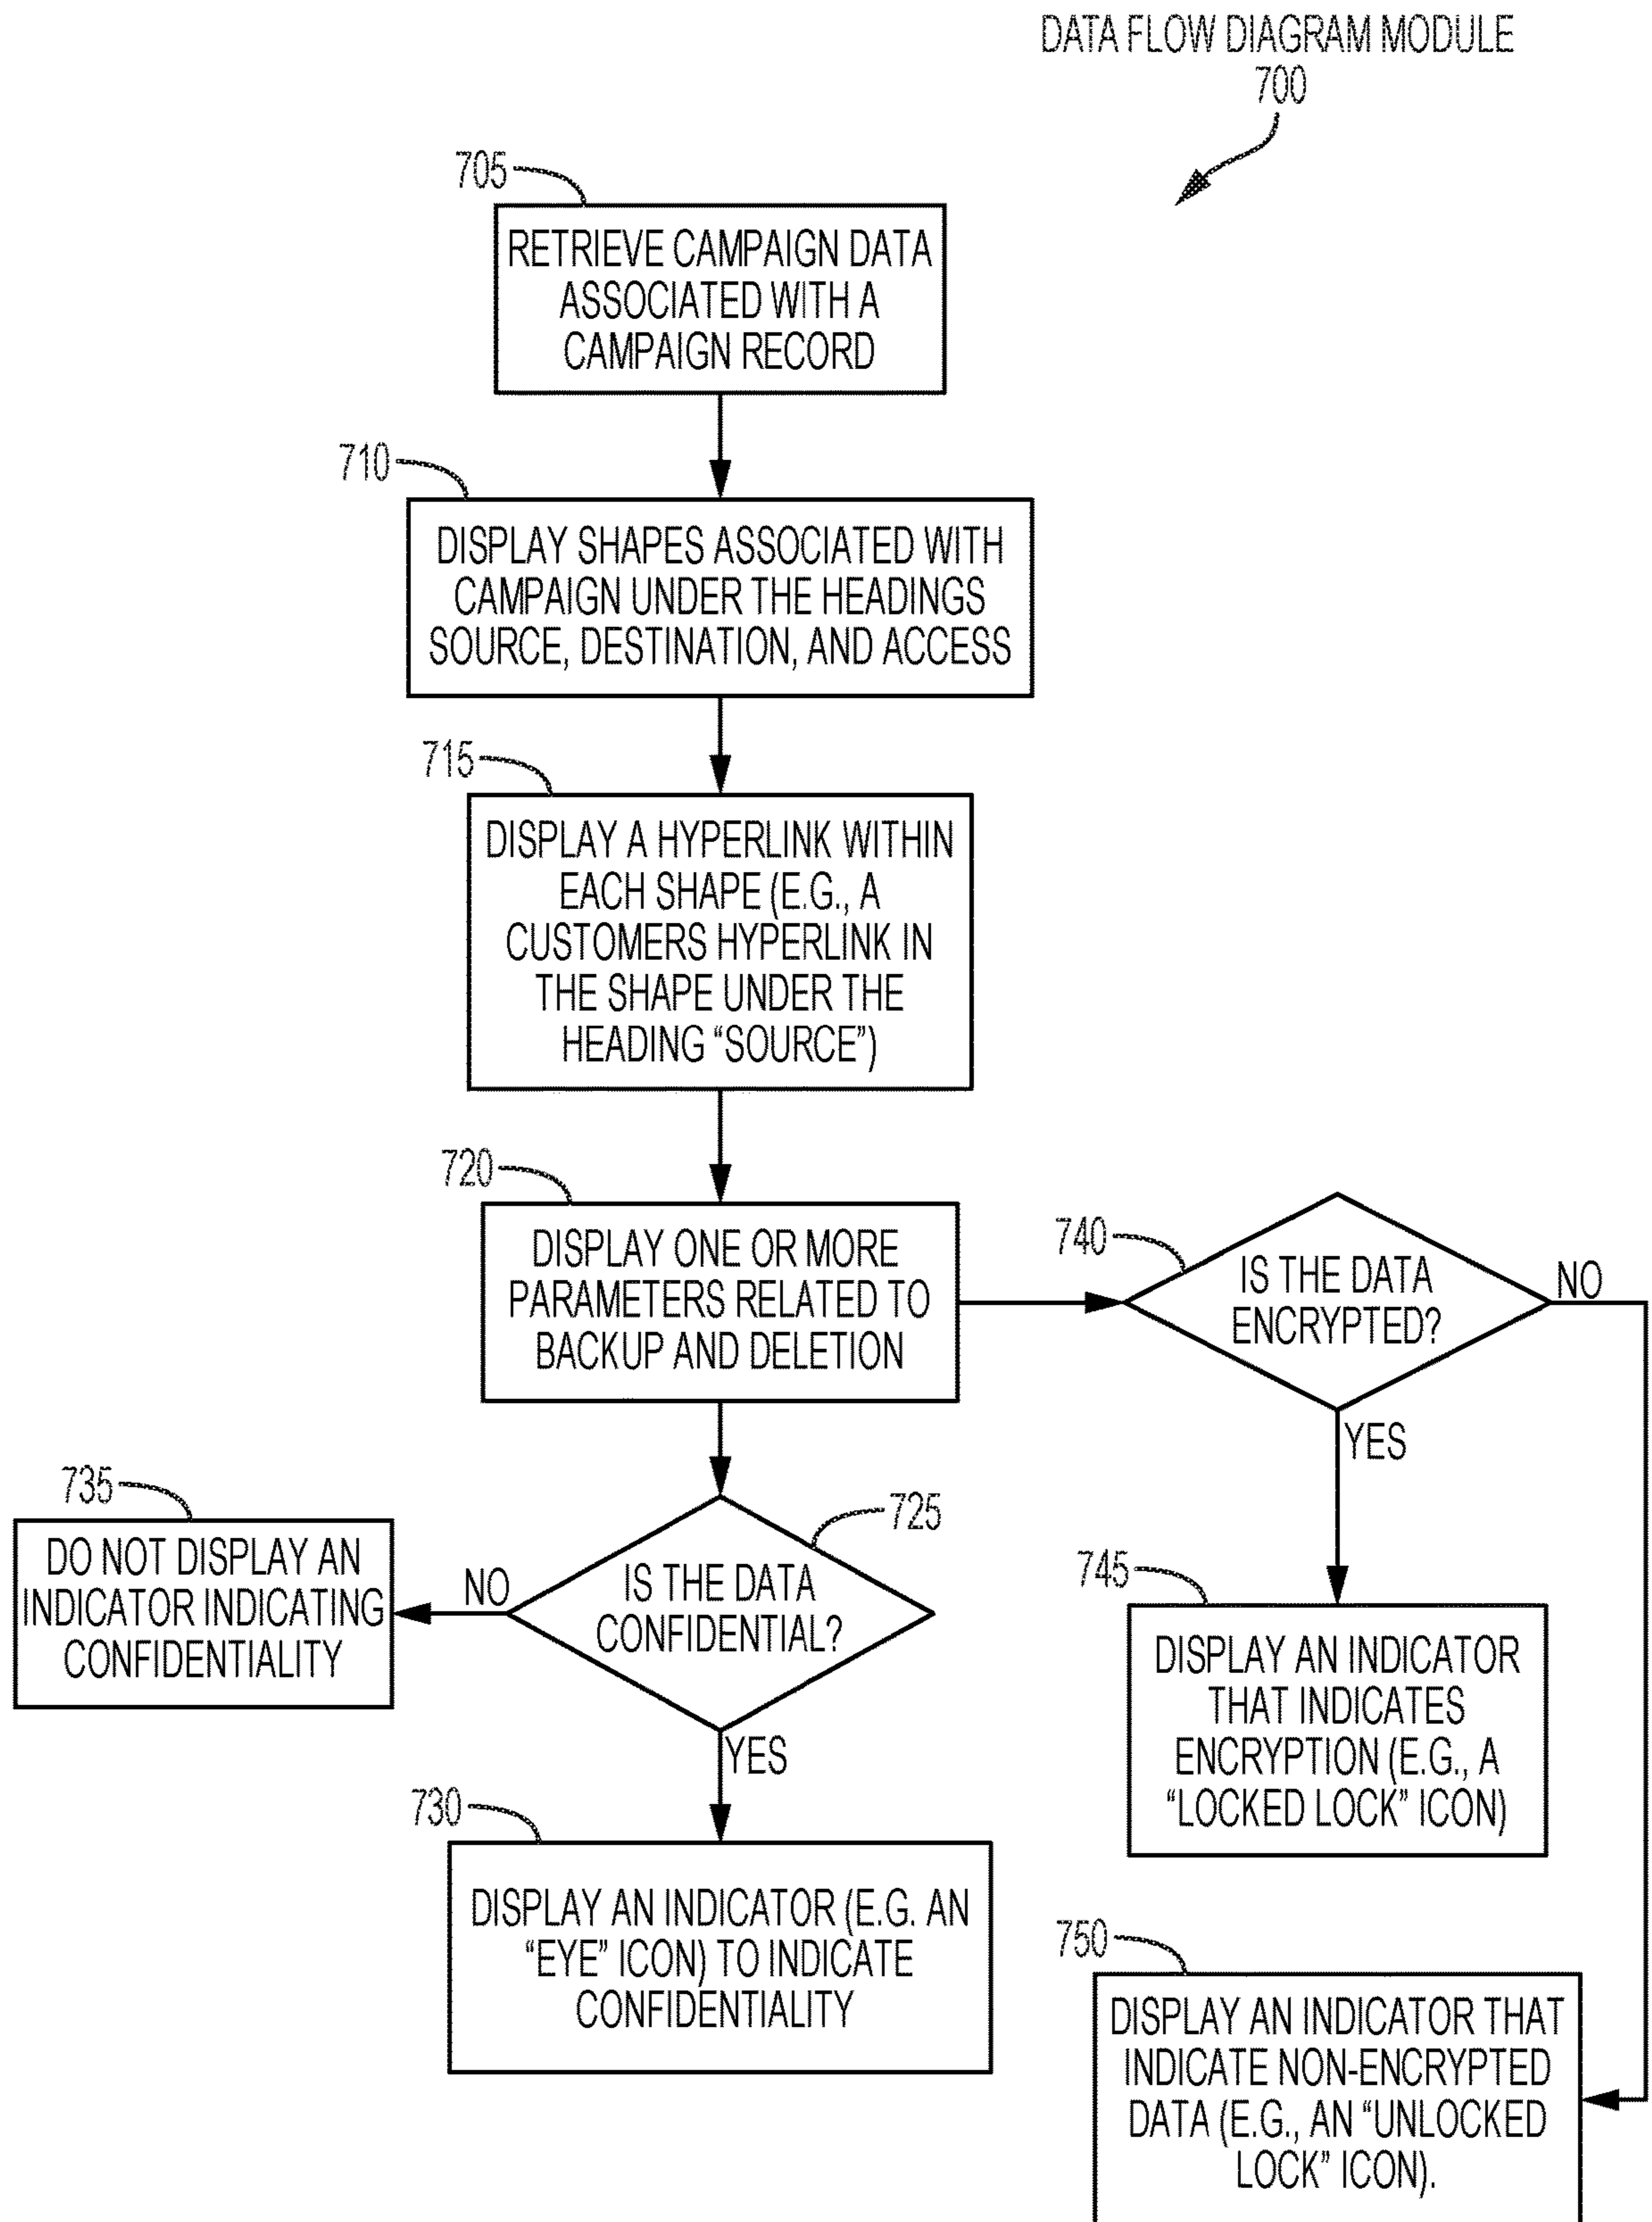 DATA FLOW DIAGRAM MODULE
700
705
RETRIEVE CAMPAIGN DATA
ASSOCIATED WITH A
CAMPAIGN RECORD
710
DISPLAY SHAPES ASSOCIATED WITH
CAMPAIGN UNDER THE HEADINGS
SOURCE, DESTINATION, AND ACCESS
715
DISPLAY A HYPERLINK WITHIN
EACH SHAPE (E.G., A
CUSTOMERS HYPERLINK IN
THE SHAPE UNDER THE
HEADING “SOURCE”)
720
DISPLAY ONE OR MORE
PARAMETERS RELATED TO
BACKUP AND DELETION
740
IS THE DATA
ENCRYPTED?
NO
YES
735
DO NOT DISPLAY AN
INDICATOR INDICATING
CONFIDENTIALITY
NO
725
IS THE DATA
CONFIDENTIAL?
YES
745
DISPLAY AN INDICATOR
THAT INDICATES
ENCRYPTION (E.G., A
“LOCKED LOCK” ICON)
730
DISPLAY AN INDICATOR (E.G. AN
“EYE” ICON) TO INDICATE
CONFIDENTIALITY
750
DISPLAY AN INDICATOR THAT
INDICATE NON-ENCRYPTED
DATA (E.G., AN “UNLOCKED
LOCK” ICON).